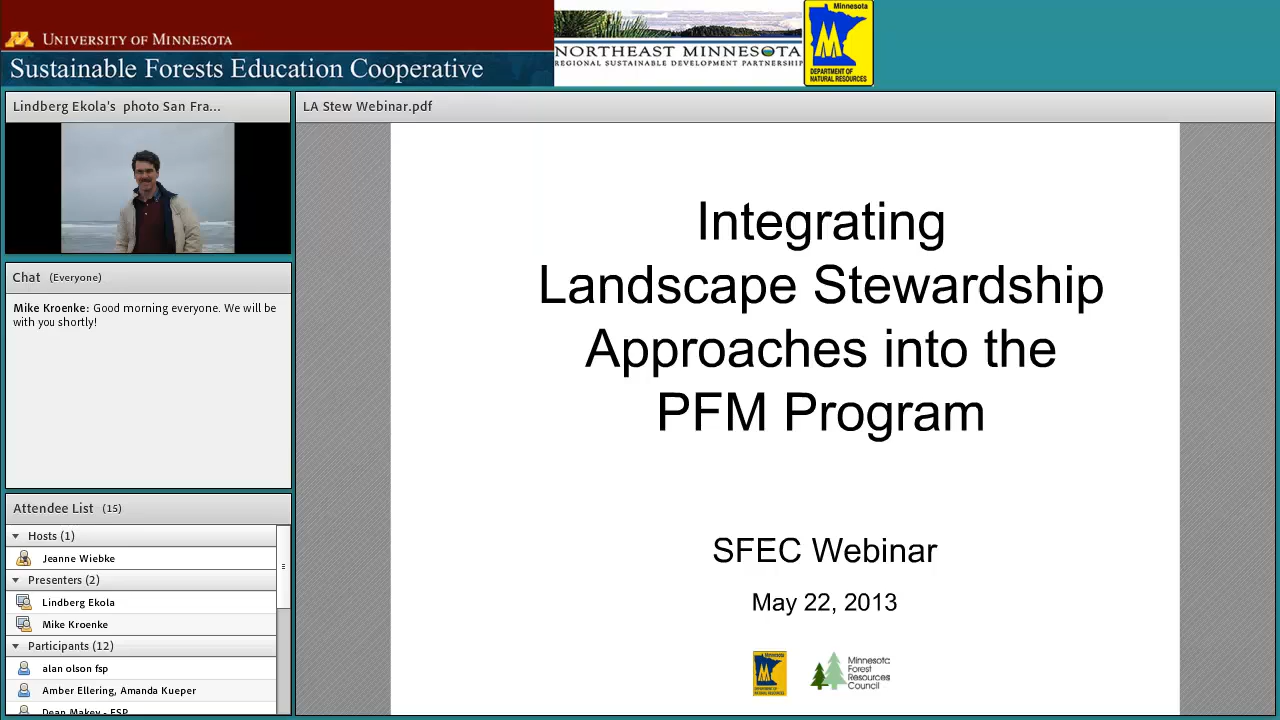 UNIVERSITY OF MINNESOTA
Sustainable Forests Education Cooperative
NORTHEAST MINNESOTA
REGIONAL SUSTAINABLE DEVELOPMENT PARTNERSHIP
Minnesota
DEPARTMENT OF
NATURAL RESOURCES
Lindberg Ekola's photo San Fra...
LA Stew Webinar.pdf
Chat (Everyone)
Mike Kroenke: Good morning everyone. We will be
with you shortly!
Attendee List (15)
Hosts (1)
Jeanne Wiebke
Presenters (2)
Lindberg Ekola
Mike Kroenke
Participants (12)
alan olson fsp
Amber Ellering, Andy Arens
Integrating
Landscape Stewardship
Approaches into the
PFM Program
SFEC Webinar
May 22, 2013
Minnesota
Forest
Resources
Council